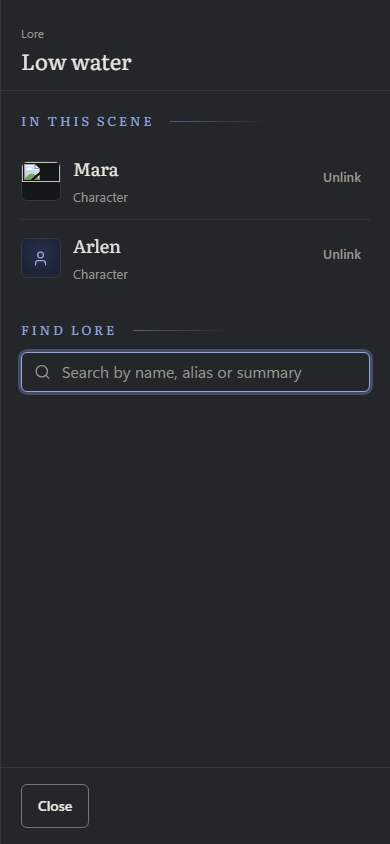 Lore
Low water
IN THIS SCENE
Mara
Character
Unlink
Arlen
Character
Unlink
FIND LORE
Search by name, alias or summary
Close